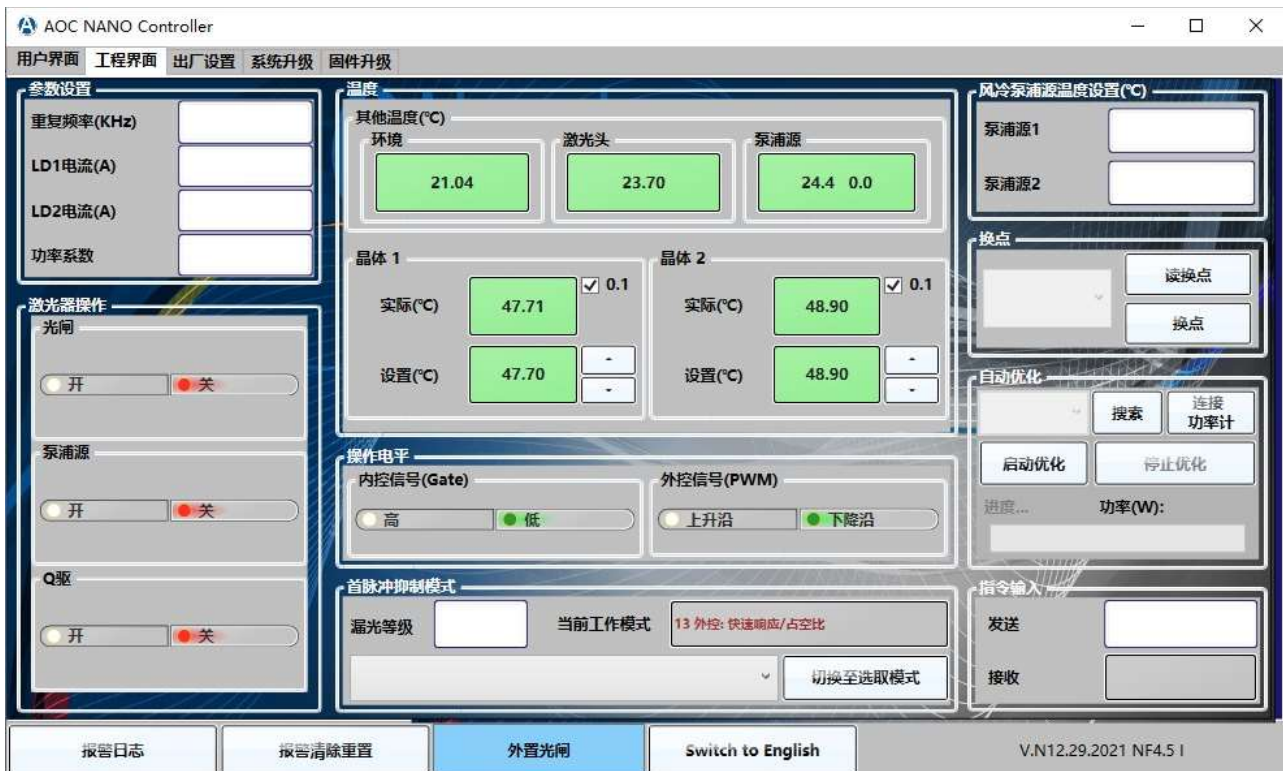 AOC NANO Controller
用户界面 工程界面 出厂设置 系统升级 固件升级
参数设置
重复频率(KHz)
LD1电流(A)
LD2电流(A)
功率系数
激光器操作
光闸
开 关
泵浦源
开 关
Q驱
开 关
温度
其他温度(℃)
环境 激光头 泵浦源
21.04 23.70 24.4 0.0
晶体 1 晶体 2
实际(℃) 47.71 0.1 实际(℃) 48.90 0.1
设置(℃) 47.70 设置(℃) 48.90
操作电平
内控信号(Gate) 外控信号(PWM)
高 低 上升沿 下降沿
首脉冲抑制模式
漏光等级 当前工作模式 13 外控: 快速响应/占空比
切换至选取模式
风冷泵浦源温度设置(℃)
泵浦源1
泵浦源2
换点
读换点
换点
自动优化
搜索 连接
功率计
启动优化 停止优化
进度... 功率(W):
指令输入
发送
接收
报警日志 报警清除重置 外置光闸 Switch to English V.N12.29.2021 NF4.5 I